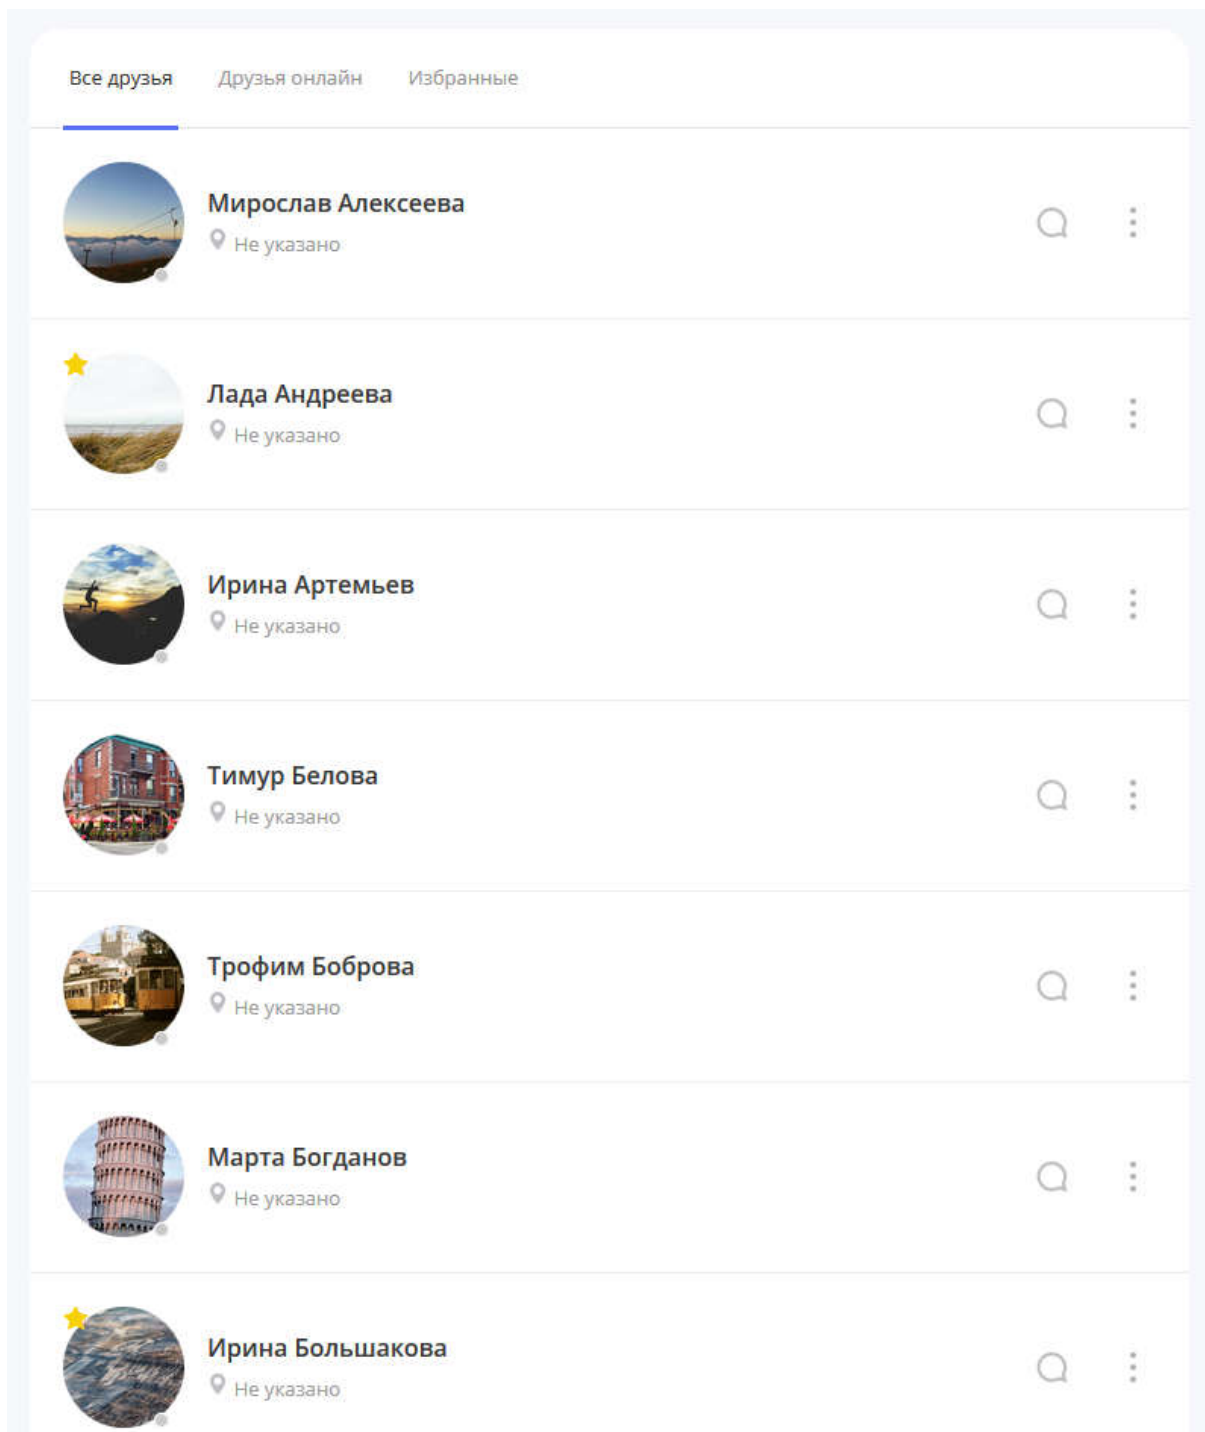 Все друзья Друзья онлайн Избранные
Мирослав Алексеева
Не указано
Лада Андреева
Не указано
Ирина Артемьев
Не указано
Тимур Белова
Не указано
Трофим Боброва
Не указано
Марта Богданов
Не указано
Ирина Большакова
Не указано